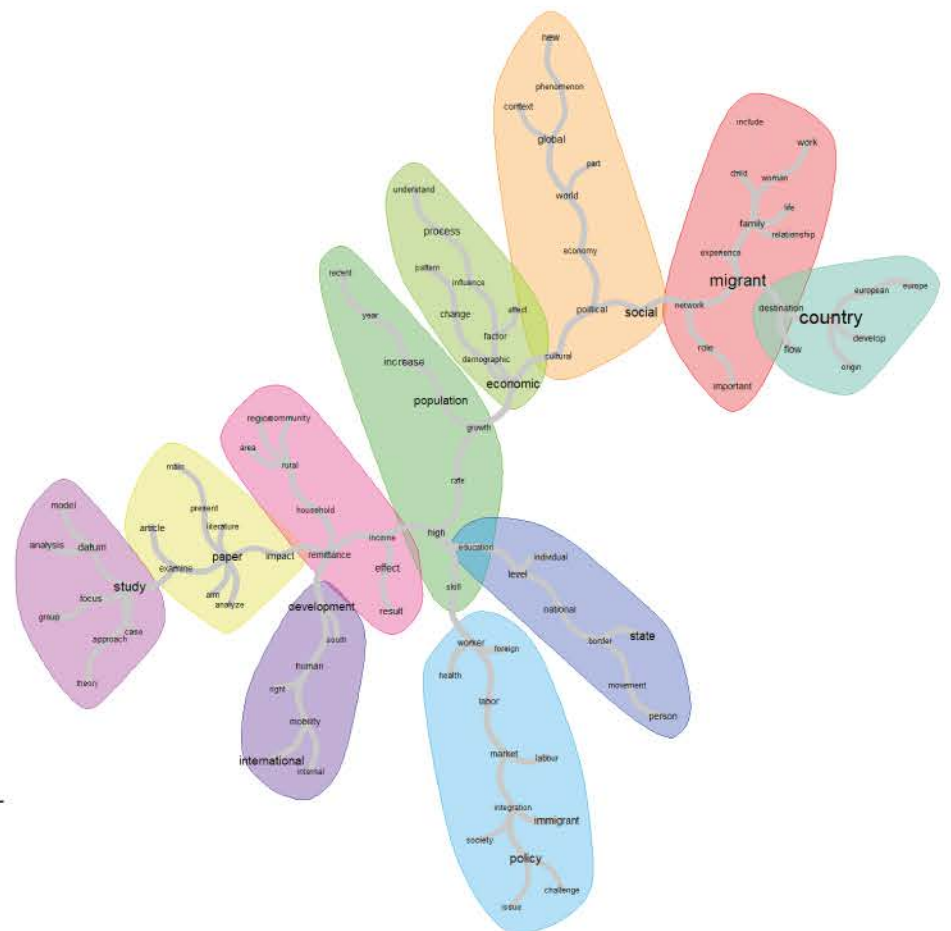 new
phenomenon
context
global
part
world
economy
political
social
cultural
include
work
child
woman
life
family
relationship
experience
migrant
network
role
important
destination
flow
country
european
europe
develop
origin
understand
process
pattern
influence
change
affect
factor
demographic
economic
recent
year
increase
population
growth
rate
high
skill
region
community
area
rural
household
income
remittance
effect
result
main
present
article
literature
paper
impact
examine
aim
analyze
model
analysis
datum
study
focus
group
case
approach
theory
development
south
human
right
mobility
international
internal
education
individual
level
national
state
border
movement
person
worker
foreign
health
labor
market
labour
integration
immigrant
society
policy
challenge
issue